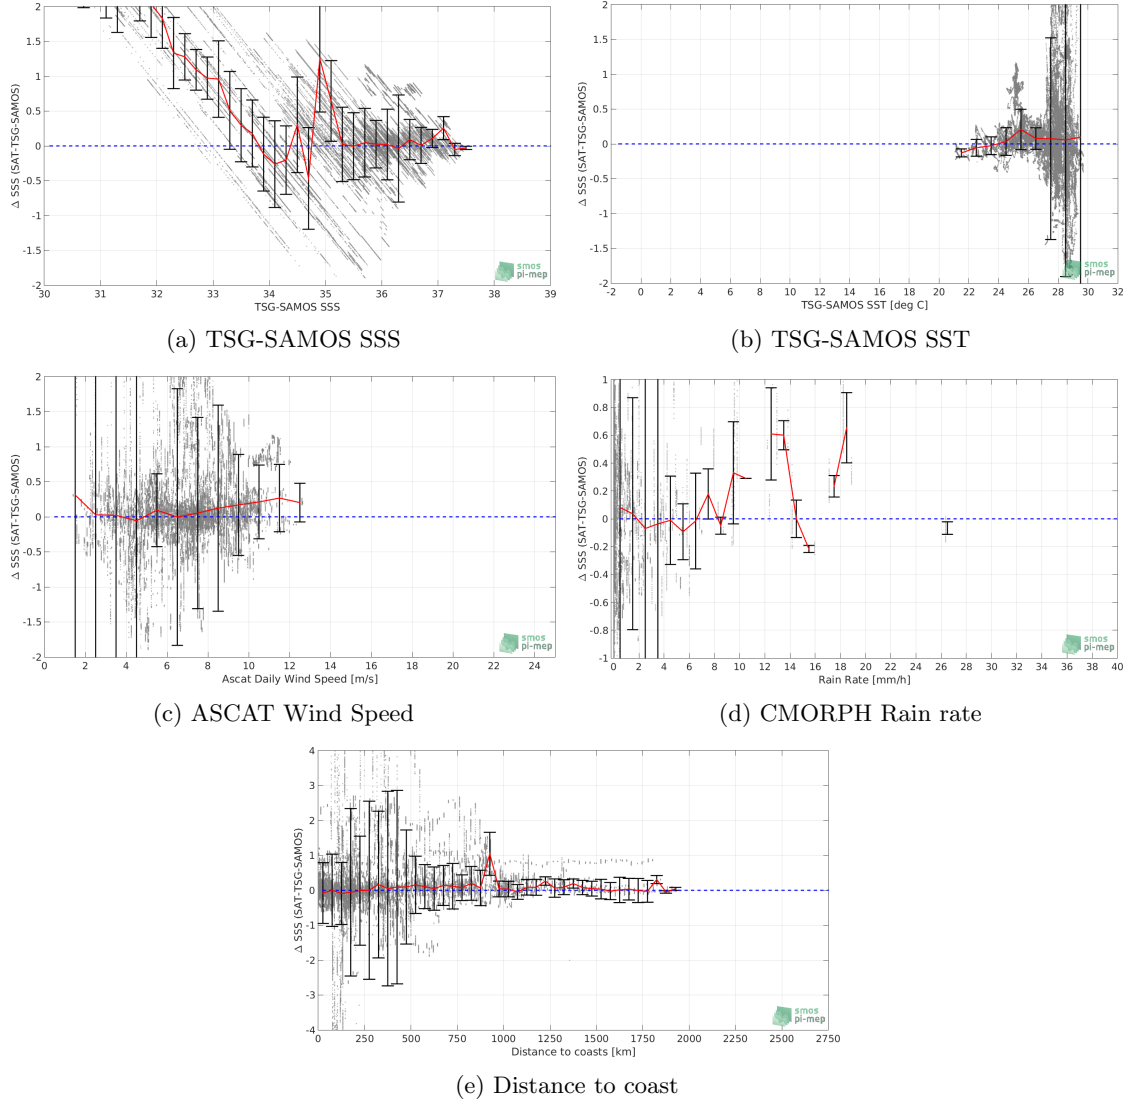 Δ SSS (SAT-TSG-SAMOS)
2
1.5
1
0.5
0
-0.5
-1
-1.5
-2
30 31 32 33 34 35 36 37 38 39
TSG-SAMOS SSS
smos
pi-mep
(a) TSG-SAMOS SSS
Δ SSS (SAT-TSG-SAMOS)
2
1.5
1
0.5
0
-0.5
-1
-1.5
-2
-2 0 2 4 6 8 10 12 14 16 18 20 22 24 26 28 30 32
TSG-SAMOS SST [deg C]
smos
pi-mep
(b) TSG-SAMOS SST
Δ SSS (SAT-TSG-SAMOS)
2
1.5
1
0.5
0
-0.5
-1
-1.5
-2
0 2 4 6 8 10 12 14 16 18 20 22 24
Ascat Daily Wind Speed [m/s]
smos
pi-mep
(c) ASCAT Wind Speed
Δ SSS (SAT-TSG-SAMOS)
1
0.8
0.6
0.4
0.2
0
-0.2
-0.4
-0.6
-0.8
-1
0 2 4 6 8 10 12 14 16 18 20 22 24 26 28 30 32 34 36 38 40
Rain Rate [mm/h]
smos
pi-mep
(d) CMORPH Rain rate
Δ SSS (SAT-TSG-SAMOS)
4
3
2
1
0
-1
-2
-3
-4
0 250 500 750 1000 1250 1500 1750 2000 2250 2500 2750
Distance to coasts [km]
smos
pi-mep
(e) Distance to coast